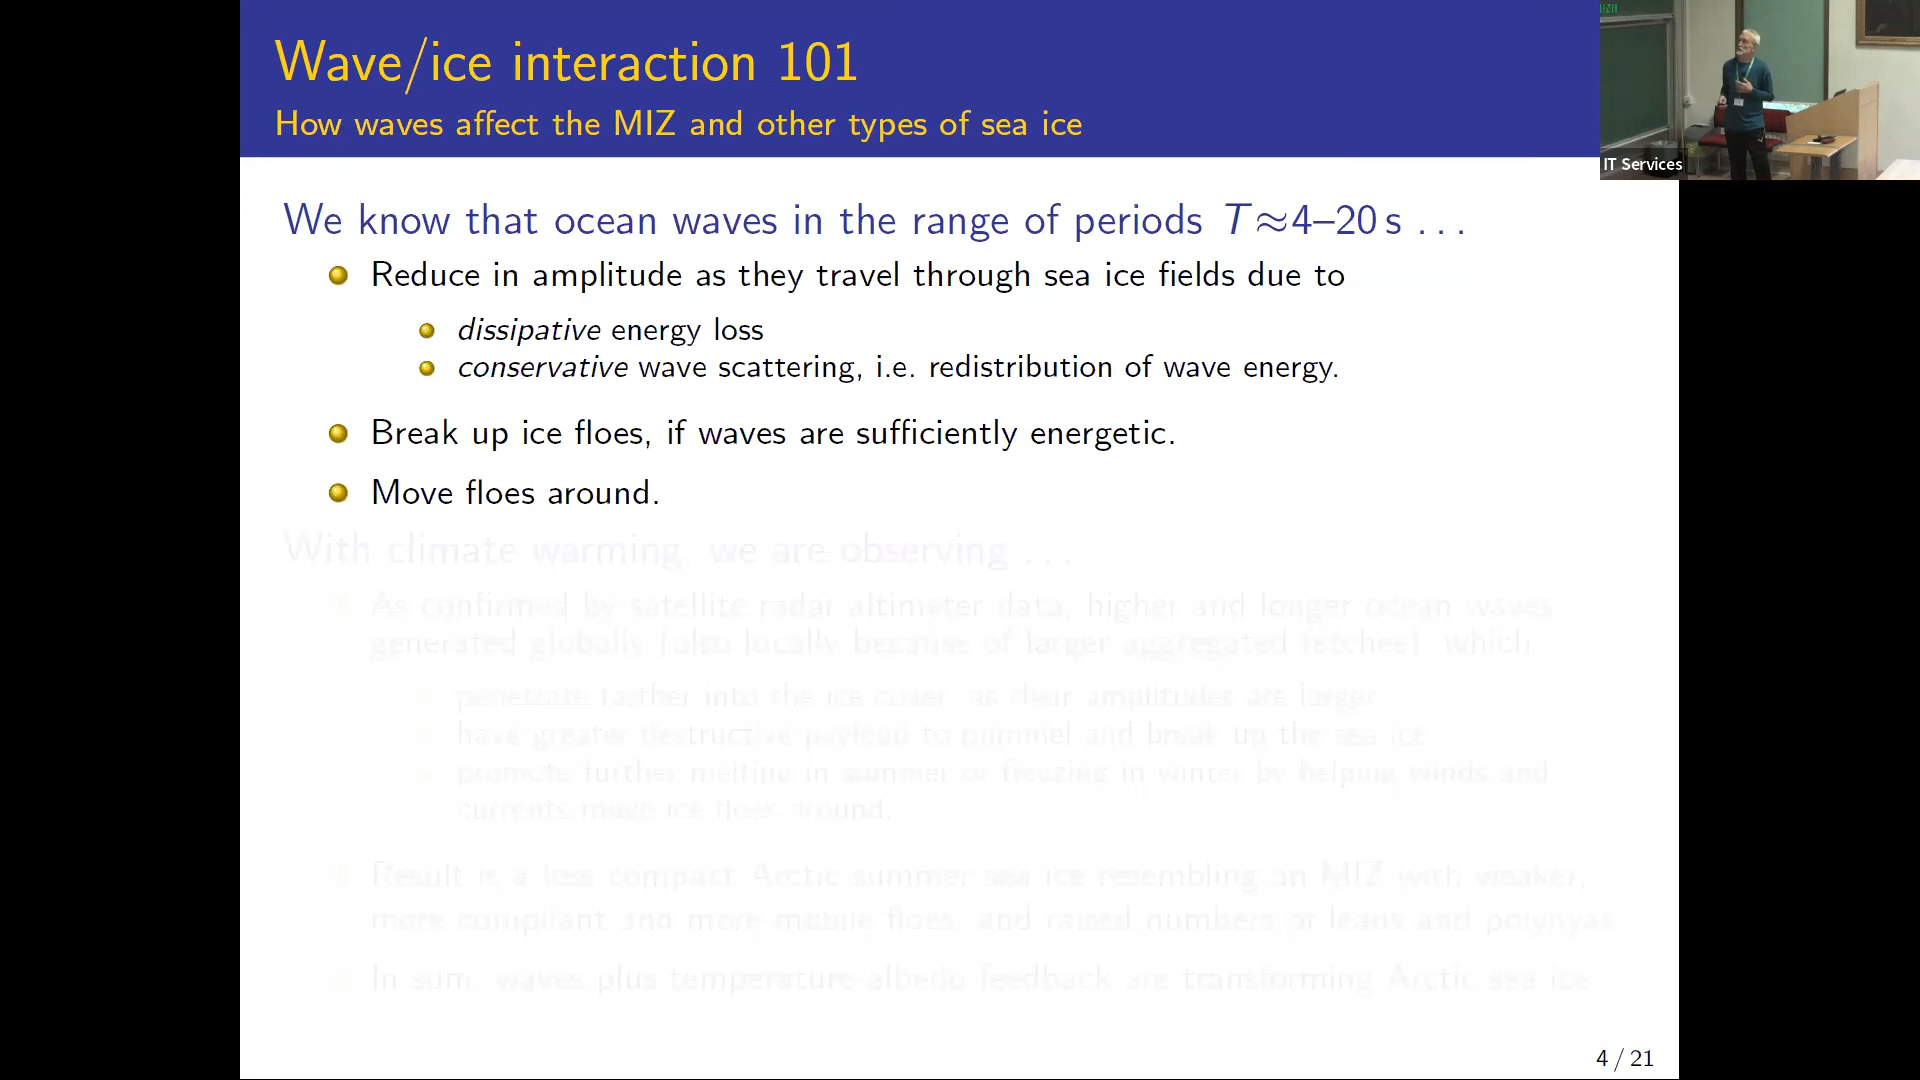 Wave/ice interaction 101
How waves affect the MIZ and other types of sea ice
IT Services
We know that ocean waves in the range of periods T≈4–20 s ...
Reduce in amplitude as they travel through sea ice fields due to
dissipative energy loss
conservative wave scattering, i.e. redistribution of wave energy.
Break up ice floes, if waves are sufficiently energetic.
Move floes around.
With climate warming, we are observing ...
As confirmed by satellite radar altimeter data, higher and longer ocean waves
generated globally (also locally because of larger aggregated fetches), which
penetrate farther into the ice cover, as their amplitudes are larger
have greater destructive payload to pummel and break up the sea ice
promote further melting in summer or freezing in winter by helping winds and
currents move ice floes around.
Result is a less compact Arctic summer sea ice resembling an MIZ with weaker,
more compliant and more mobile floes, and raised numbers of leads and polynyas
In sum, waves plus temperature-albedo feedback are transforming Arctic sea ice
4 / 21